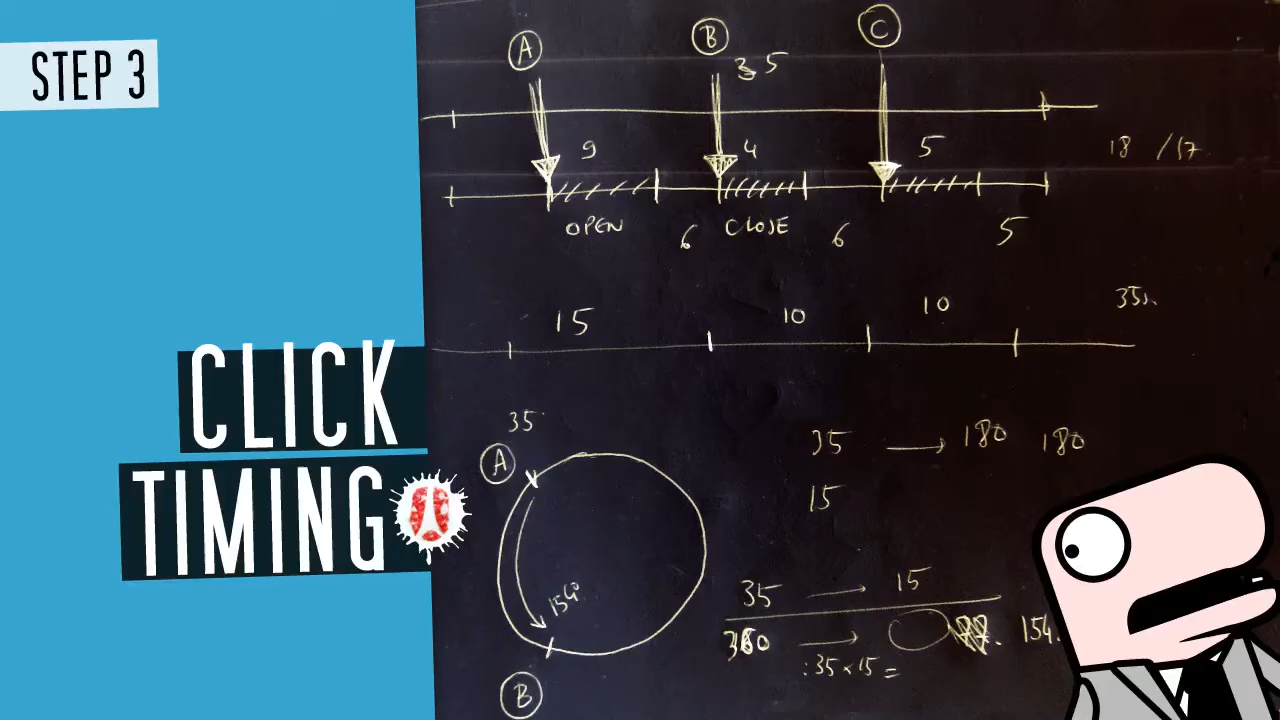 STEP 3
CLICK
TIMING
A B C
35
9 4 5 18 /17
OPEN 6 CLOSE 6 5
15 10 10 35
35
A
35 → 180 180
15
154°
35 → 15
360 → 154.
:35×15=
B